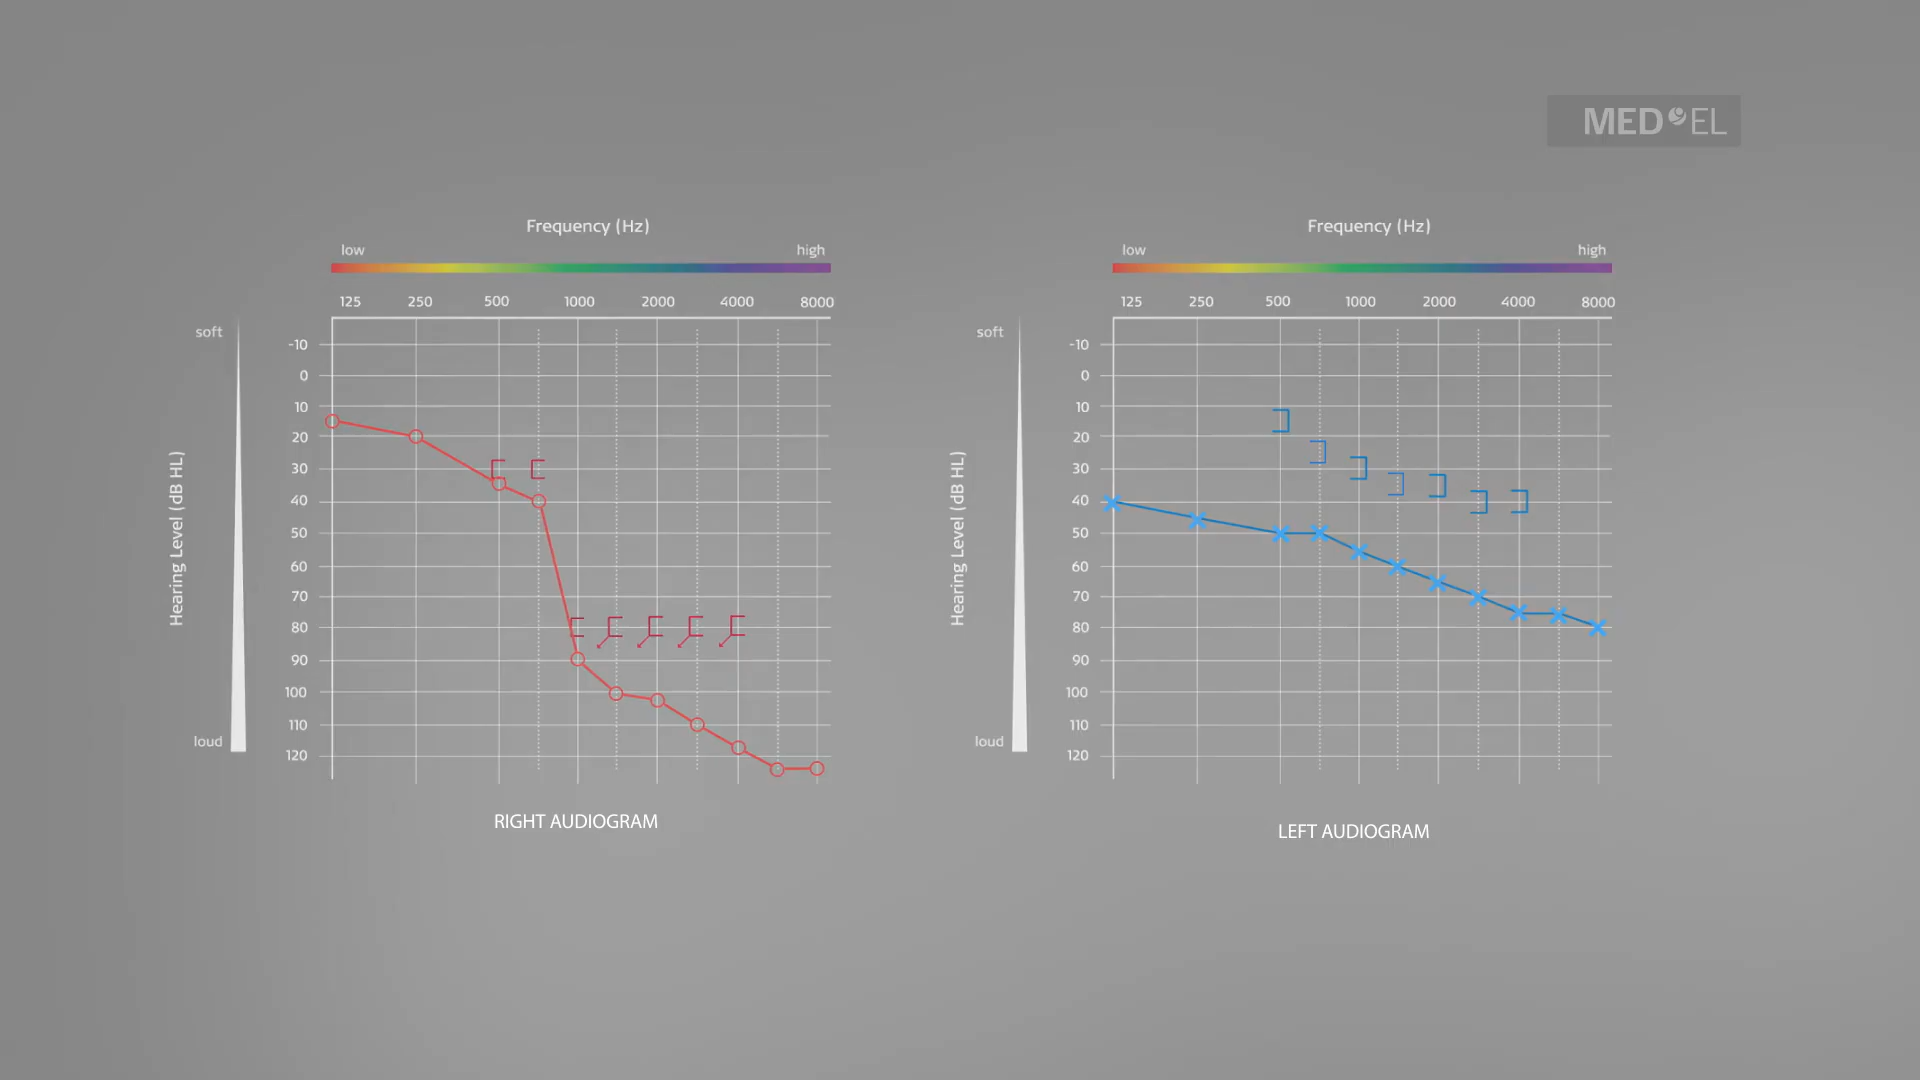 MED EL
Frequency (Hz)
low high
125 250 500 1000 2000 4000 8000
soft
-10
0
10
20
30
40
50
60
70
80
90
100
110
120
loud
Hearing Level (dB HL)
RIGHT AUDIOGRAM
Frequency (Hz)
low high
125 250 500 1000 2000 4000 8000
soft
-10
0
10
20
30
40
50
60
70
80
90
100
110
120
loud
Hearing Level (dB HL)
LEFT AUDIOGRAM